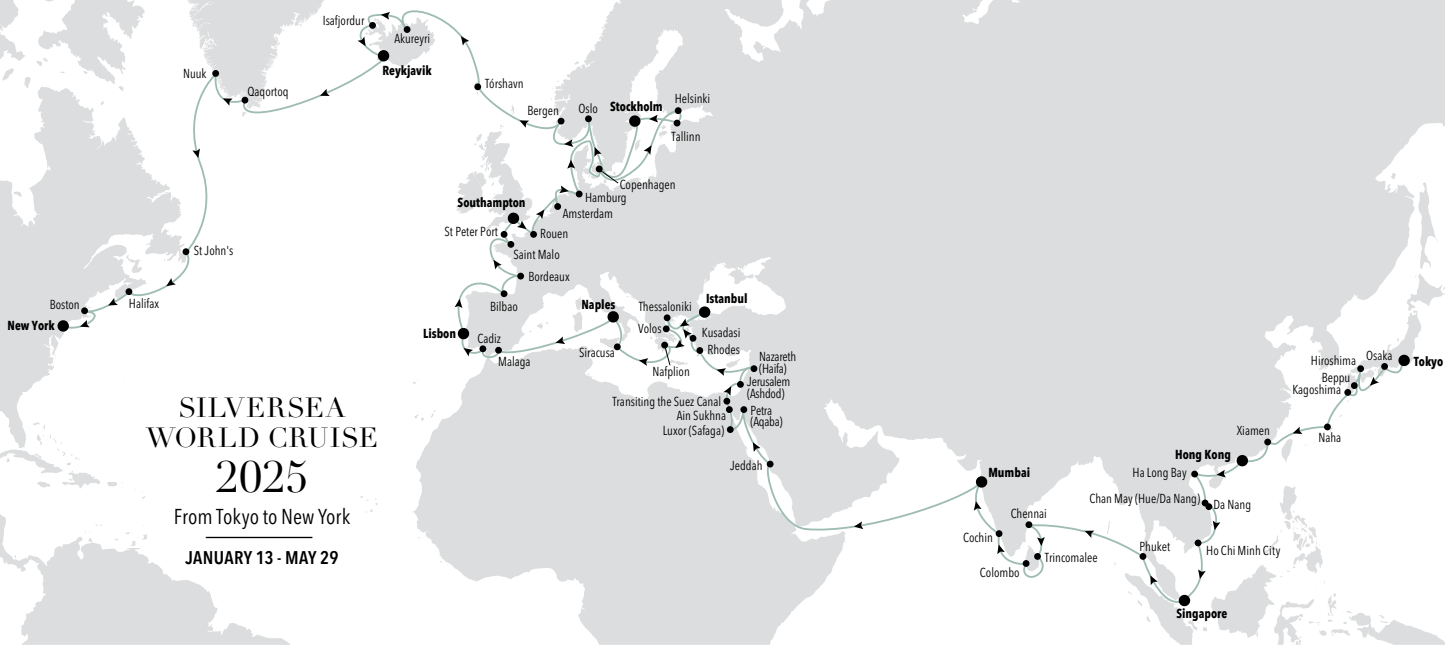 Isafjordur
Akureyri
Reykjavik
Nuuk
Qaqortoq
Tórshavn
Bergen
Oslo
Stockholm
Helsinki
Tallinn
Copenhagen
Hamburg
Amsterdam
Southampton
St Peter Port
Rouen
Saint Malo
Bordeaux
Bilbao
St John's
Halifax
Boston
New York
Lisbon
Cadiz
Malaga
Naples
Siracusa
Thessaloniki
Volos
Nafplion
Istanbul
Kusadasi
Rhodes
Nazareth
(Haifa)
Jerusalem
(Ashdod)
Transiting the Suez Canal
Ain Sukhna
Luxor (Safaga)
Petra
(Aqaba)
Jeddah
Mumbai
Cochin
Colombo
Chennai
Trincomalee
Phuket
Singapore
Ho Chi Minh City
Da Nang
Chan May (Hue/Da Nang)
Ha Long Bay
Hong Kong
Xiamen
Naha
Kagoshima
Beppu
Hiroshima
Osaka
Tokyo
SILVERSEA
WORLD CRUISE
2025
From Tokyo to New York
JANUARY 13 - MAY 29